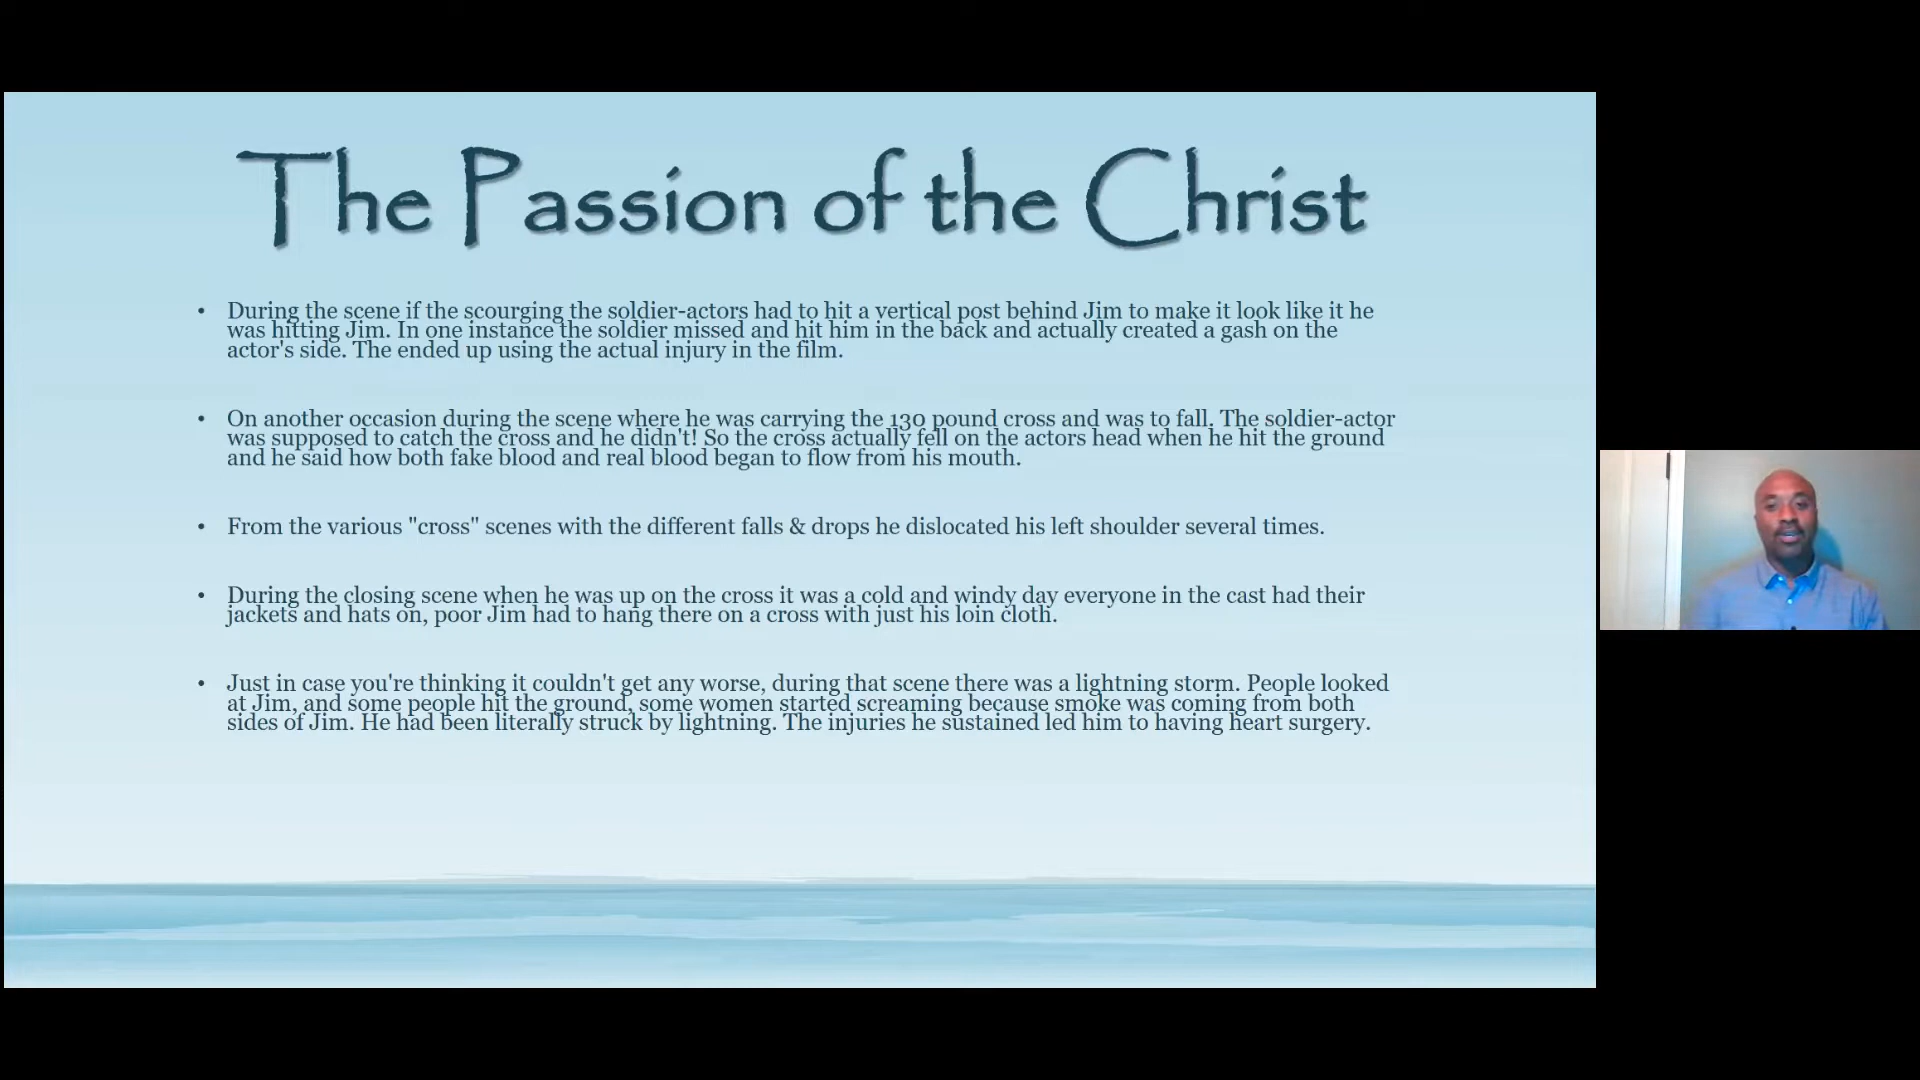 The Passion of the Christ
• During the scene if the scourging the soldier-actors had to hit a vertical post behind Jim to make it look like it he
was hitting Jim. In one instance the soldier missed and hit him in the back and actually created a gash on the
actor's side. The ended up using the actual injury in the film.
• On another occasion during the scene where he was carrying the 130 pound cross and was to fall. The soldier-actor
was supposed to catch the cross and he didn't! So the cross actually fell on the actors head when he hit the ground
and he said how both fake blood and real blood began to flow from his mouth.
• From the various "cross" scenes with the different falls & drops he dislocated his left shoulder several times.
• During the closing scene when he was up on the cross it was a cold and windy day everyone in the cast had their
jackets and hats on, poor Jim had to hang there on a cross with just his loin cloth.
• Just in case you're thinking it couldn't get any worse, during that scene there was a lightning storm. People looked
at Jim, and some people hit the ground, some women started screaming because smoke was coming from both
sides of Jim. He had been literally struck by lightning. The injuries he sustained led him to having heart surgery.